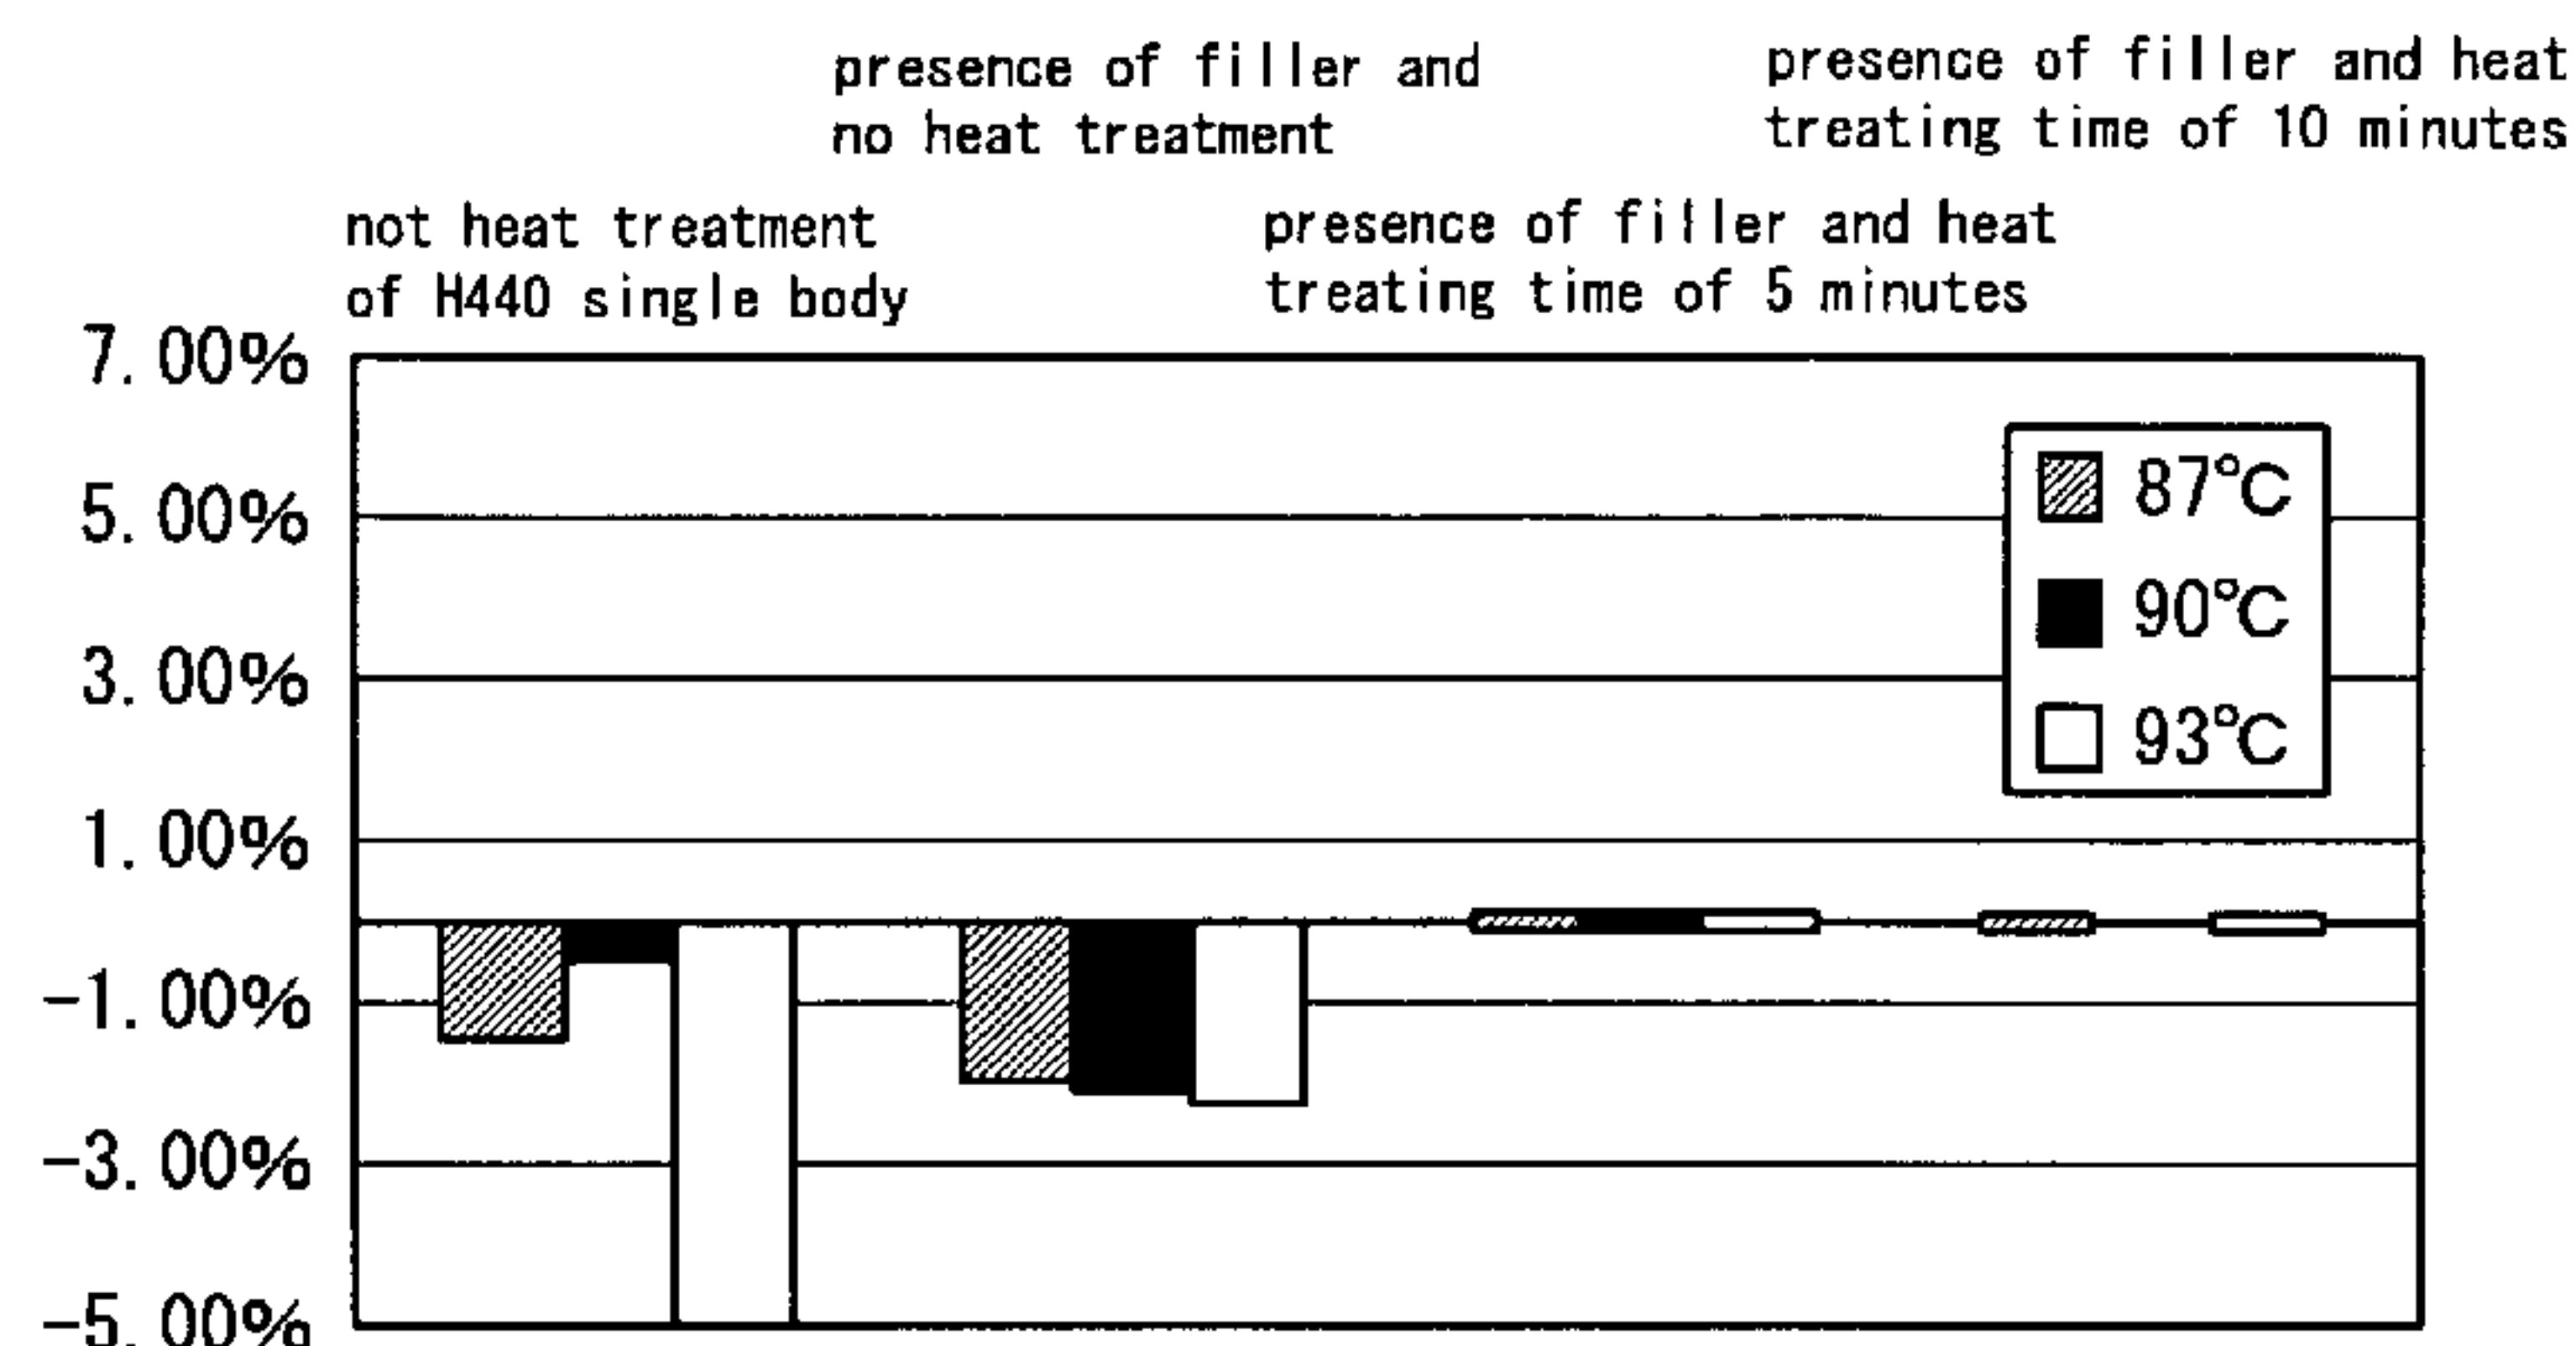 presence of filler and
no heat treatment
presence of filler and heat
treating time of 10 minutes
not heat treatment
of H440 single body
presence of filler and heat
treating time of 5 minutes
7.00%
5.00%
3.00%
1.00%
-1.00%
-3.00%
-5.00%
87°C
90°C
93°C